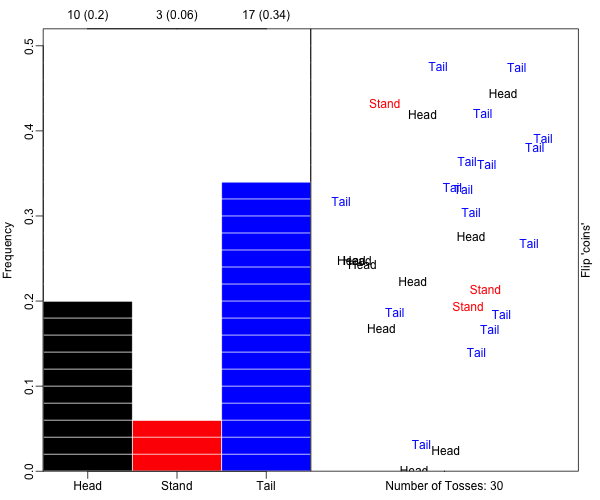 10 (0.2) 3 (0.06) 17 (0.34)
Frequency
0.5
0.4
0.3
0.2
0.1
0.0
Head Stand Tail
Tail Tail
Head
Stand
Head Tail
Tail
Tail
Tail Tail
Tail Tail
Tail
Tail
Head
Tail
Head Head
Head
Head
Stand
Stand
Tail Tail
Head Tail
Tail
Tail Head
Head
Flip 'coins'
Number of Tosses: 30